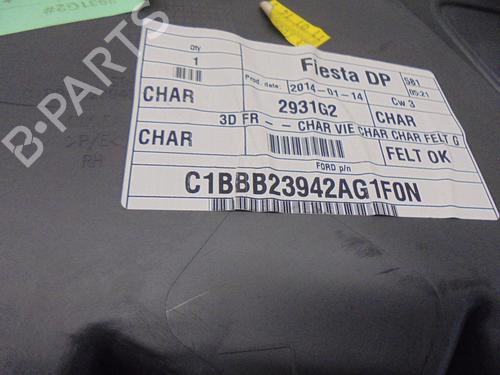 2931G2#
B-PARTS
Qty
1
Fiesta DP
581
05:21
Prod. date: 2014-01-14
Cw 3
CHAR
2931G2
CHAR
3D FR - - CHAR VIE CHAR CHAR FELT G
CHAR
FELT OK
FORD p/n
C1BBB23942AG1F0N
RH